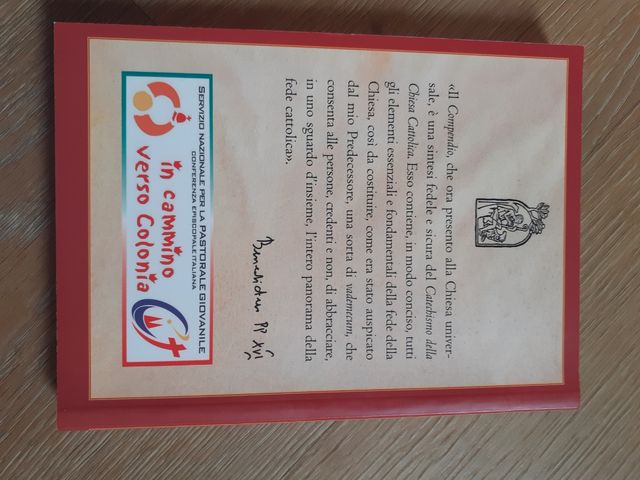 «Il Compendio, che ora presento alla Chiesa univer-
sale, è una sintesi fedele e sicura del Catechismo della
Chiesa Cattolica. Esso contiene, in modo conciso, tutti
gli elementi essenziali e fondamentali della fede della
Chiesa, così da costituire, come era stato auspicato
dal mio Predecessore, una sorta di vademecum, che
consenta alle persone, credenti e non, di abbracciare,
in uno sguardo d'insieme, l'intero panorama della
fede cattolica».
Benedictus PP XVI
SERVIZIO NAZIONALE PER LA PASTORALE GIOVANILE
CONFERENZA EPISCOPALE ITALIANA
in cammino
verso Colonia